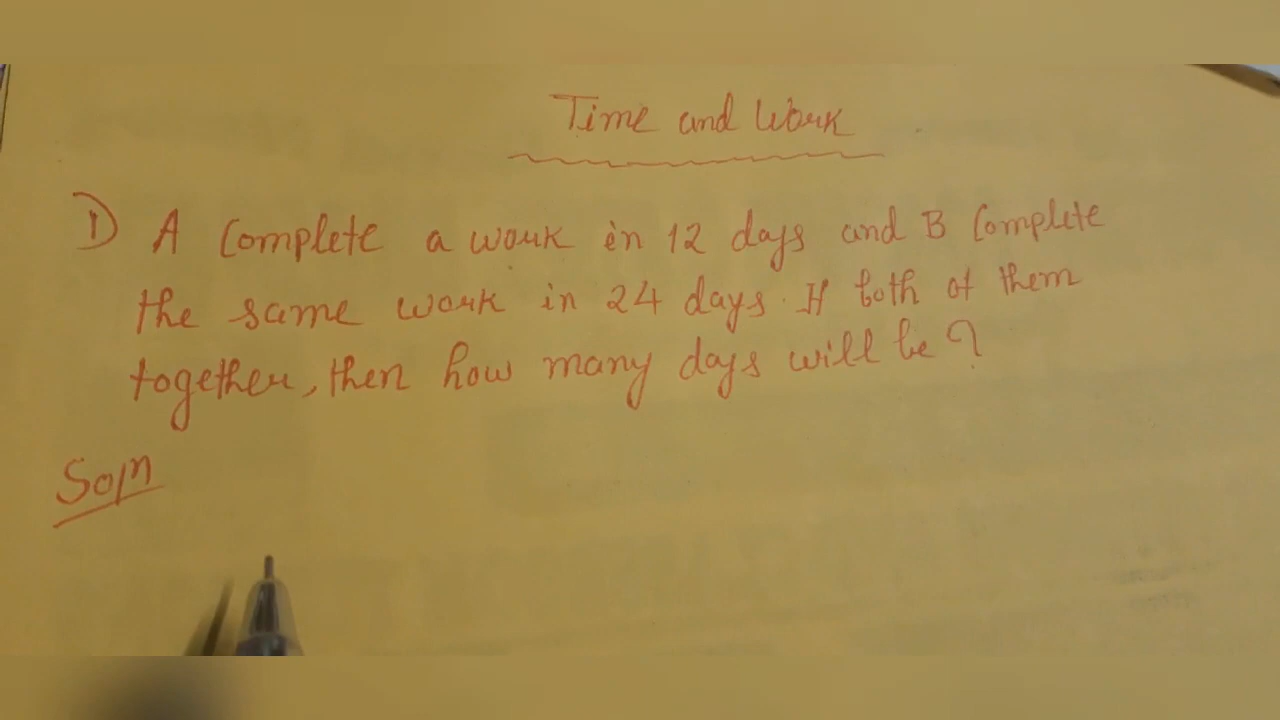 Time and Work
1) A Complete a work in 12 days and B Complete
the same work in 24 days. If both of them
together, then how many days will be?
Soln